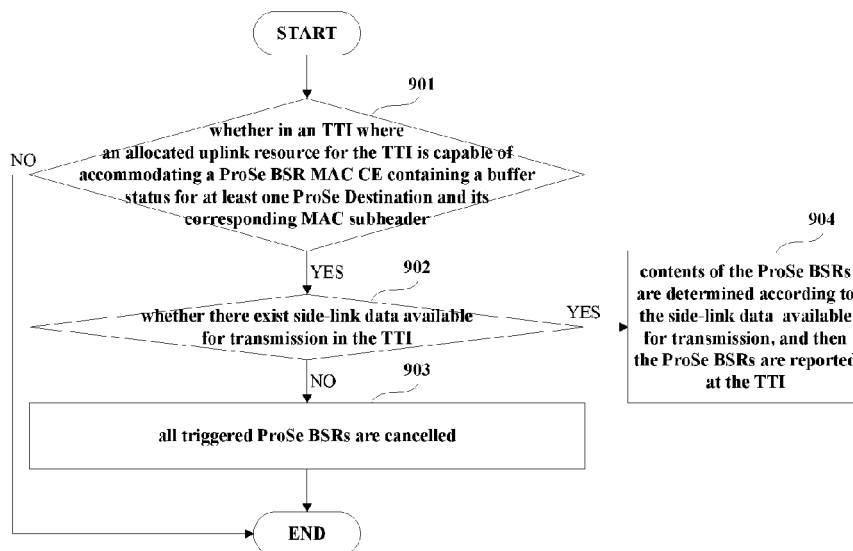 START
901
whether in an TTI where
an allocated uplink resource for the TTI is capable of
accommodating a ProSe BSR MAC CE containing a buffer
status for at least one ProSe Destination and its
corresponding MAC subheader
NO
YES
902
whether there exist side-link data available
for transmission in the TTI
YES
904
contents of the ProSe BSRs
are determined according to
the side-link data available
for transmission, and then
the ProSe BSRs are reported
at the TTI
NO
903
all triggered ProSe BSRs are cancelled
END